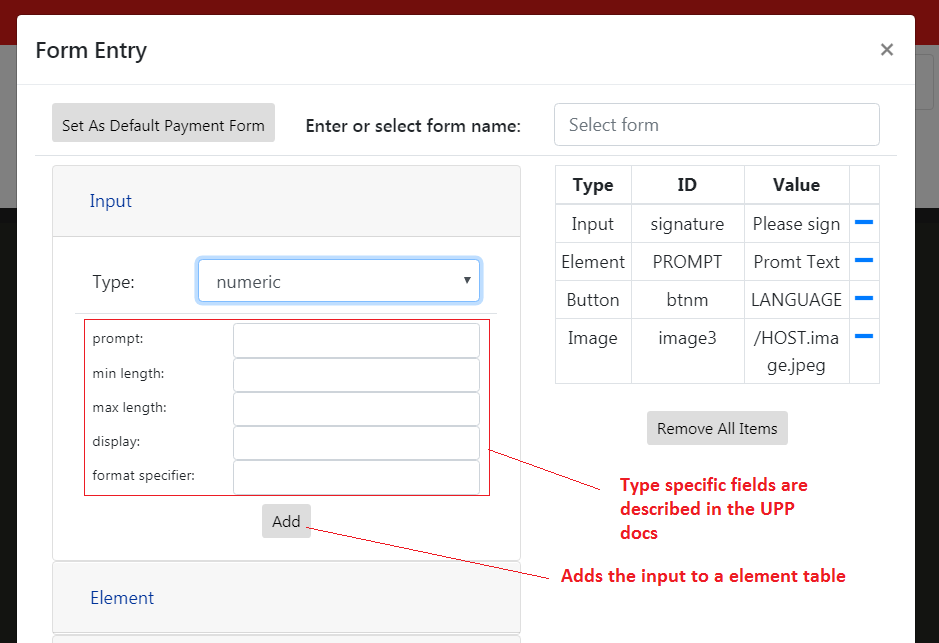 Form Entry
×
Set As Default Payment Form
Enter or select form name:
Select form
Input
Type:
numeric
prompt:
min length:
max length:
display:
format specifier:
Add
Element
Type ID Value
Input signature Please sign
Element PROMPT Promt Text
Button btnm LANGUAGE
Image image3 /HOST.ima
ge.jpeg
Remove All Items
Type specific fields are
described in the UPP
docs
Adds the input to a element table